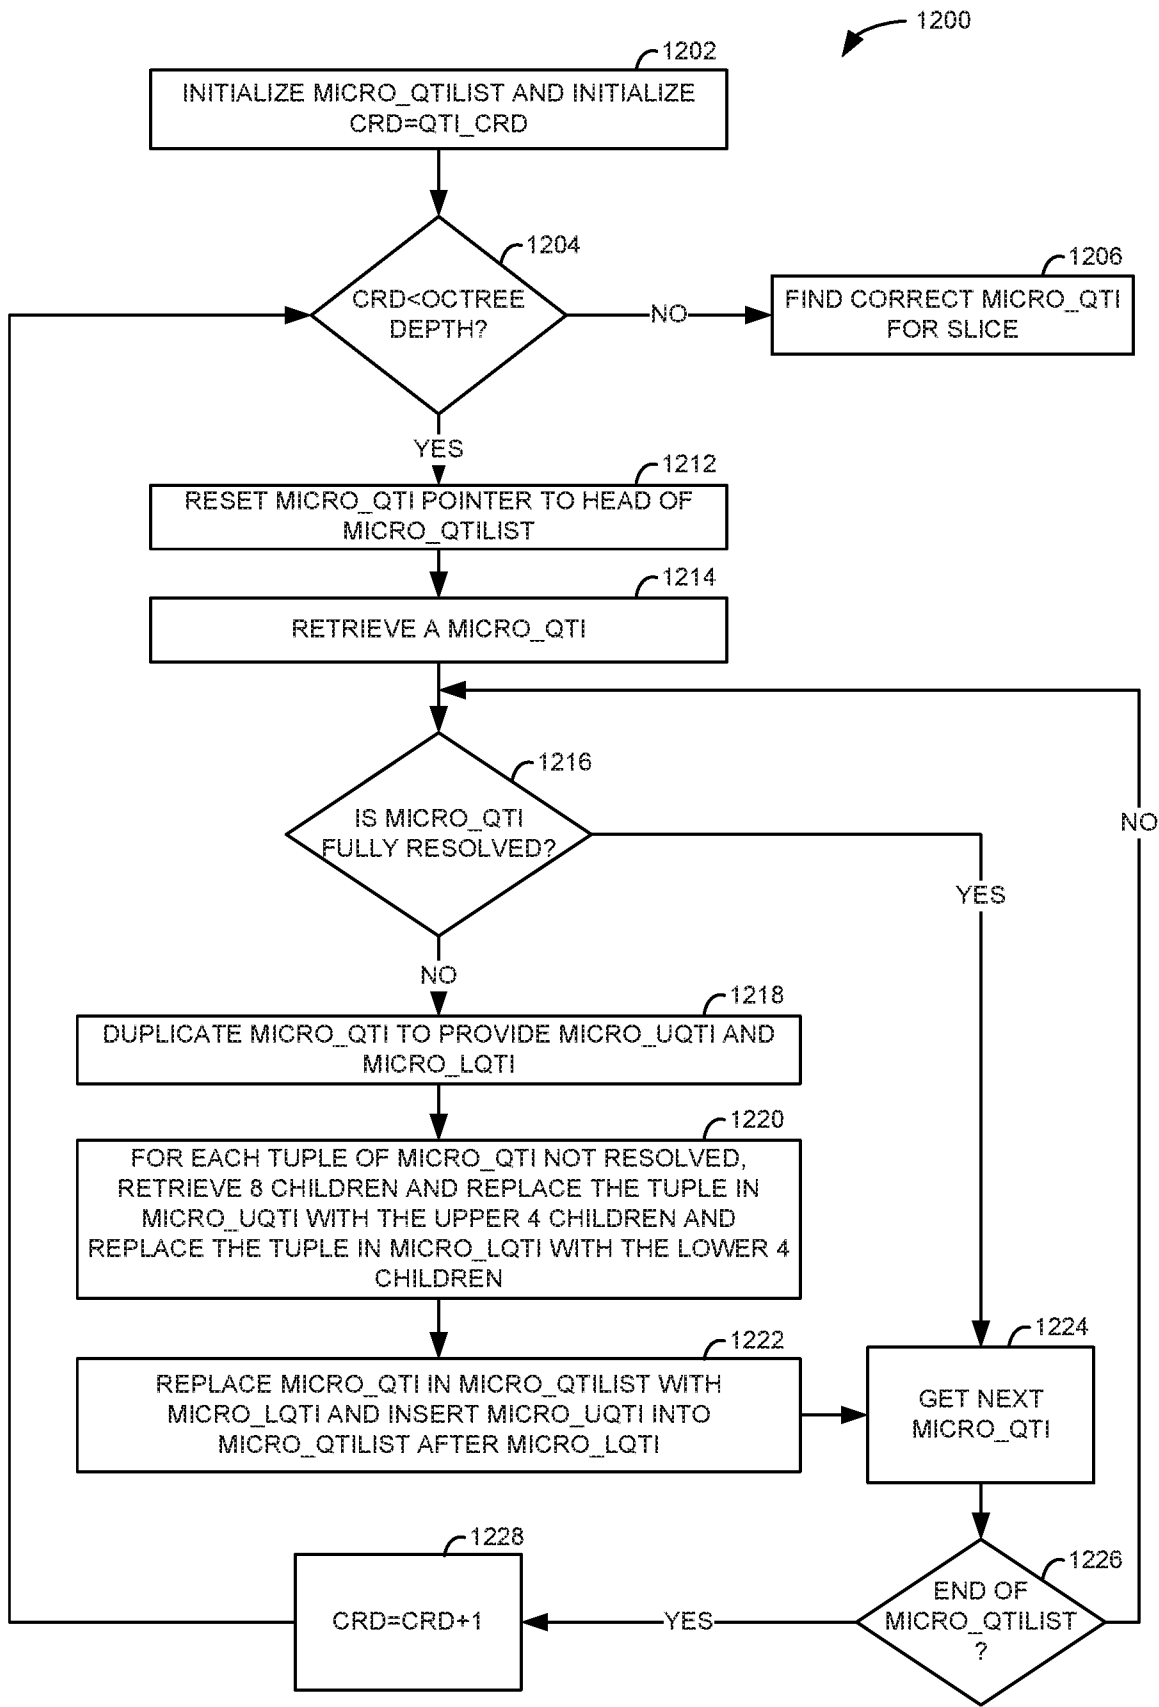 1200
1202
INITIALIZE MICRO_QTILIST AND INITIALIZE
CRD=QTI_CRD
1204
CRD<OCTREE
DEPTH?
NO
1206
FIND CORRECT MICRO_QTI
FOR SLICE
YES
1212
RESET MICRO_QTI POINTER TO HEAD OF
MICRO_QTILIST
1214
RETRIEVE A MICRO_QTI
1216
IS MICRO_QTI
FULLY RESOLVED?
NO
YES
NO
1218
DUPLICATE MICRO_QTI TO PROVIDE MICRO_UQTI AND
MICRO_LQTI
1220
FOR EACH TUPLE OF MICRO_QTI NOT RESOLVED,
RETRIEVE 8 CHILDREN AND REPLACE THE TUPLE IN
MICRO_UQTI WITH THE UPPER 4 CHILDREN AND
REPLACE THE TUPLE IN MICRO_LQTI WITH THE LOWER 4
CHILDREN
1222
REPLACE MICRO_QTI IN MICRO_QTILIST WITH
MICRO_LQTI AND INSERT MICRO_UQTI INTO
MICRO_QTILIST AFTER MICRO_LQTI
1224
GET NEXT
MICRO_QTI
1226
END OF
MICRO_QTILIST
?
YES
1228
CRD=CRD+1